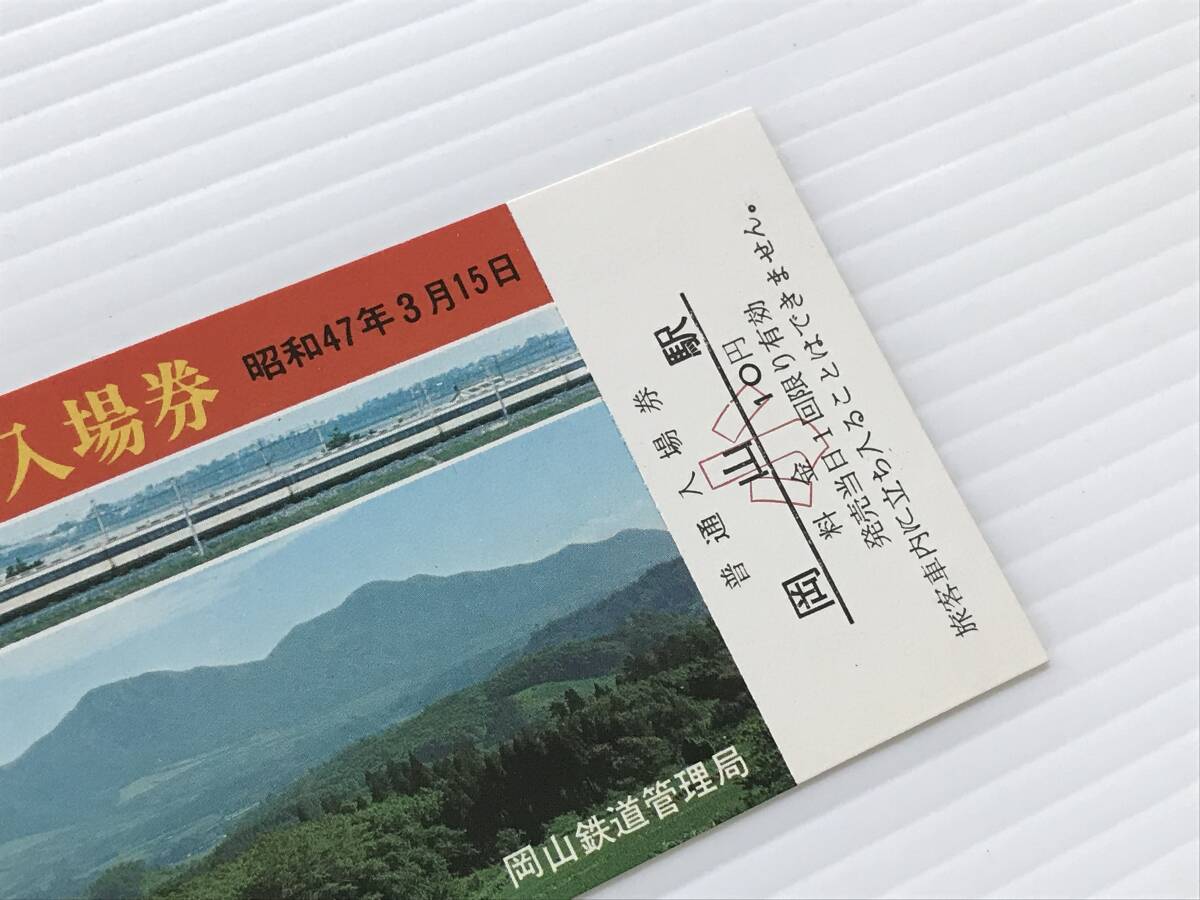 入場券
昭和47年3月15日
岡山鉄道管理局
普通入場券
岡山駅
小
料金10円
発売当日1回限り有効
旅客車内に立ち入ることはできません。